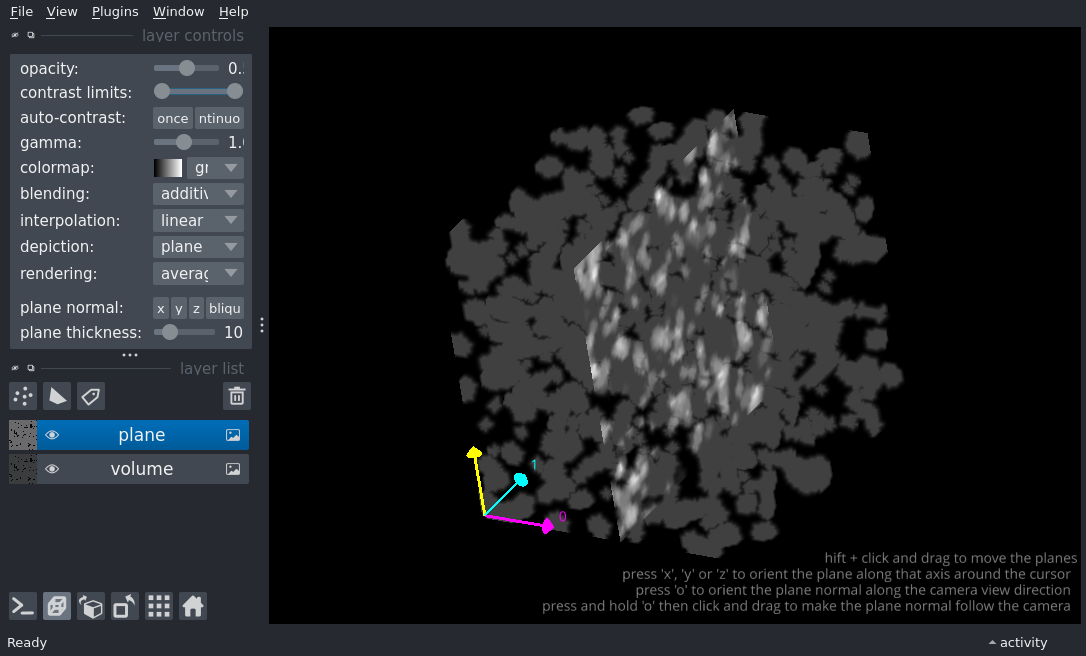 File View Plugins Window Help
layer controls
opacity: 0.
contrast limits:
auto-contrast: once ntinuo
gamma: 1.
colormap: gr
blending: additiv
interpolation: linear
depiction: plane
rendering: averag
plane normal: x y z bliqu
plane thickness: 10
layer list
plane
volume
1
0
hift + click and drag to move the planes
press 'x', 'y' or 'z' to orient the plane along that axis around the cursor
press 'o' to orient the plane normal along the camera view direction
press and hold 'o' then click and drag to make the plane normal follow the camera
Ready
activity